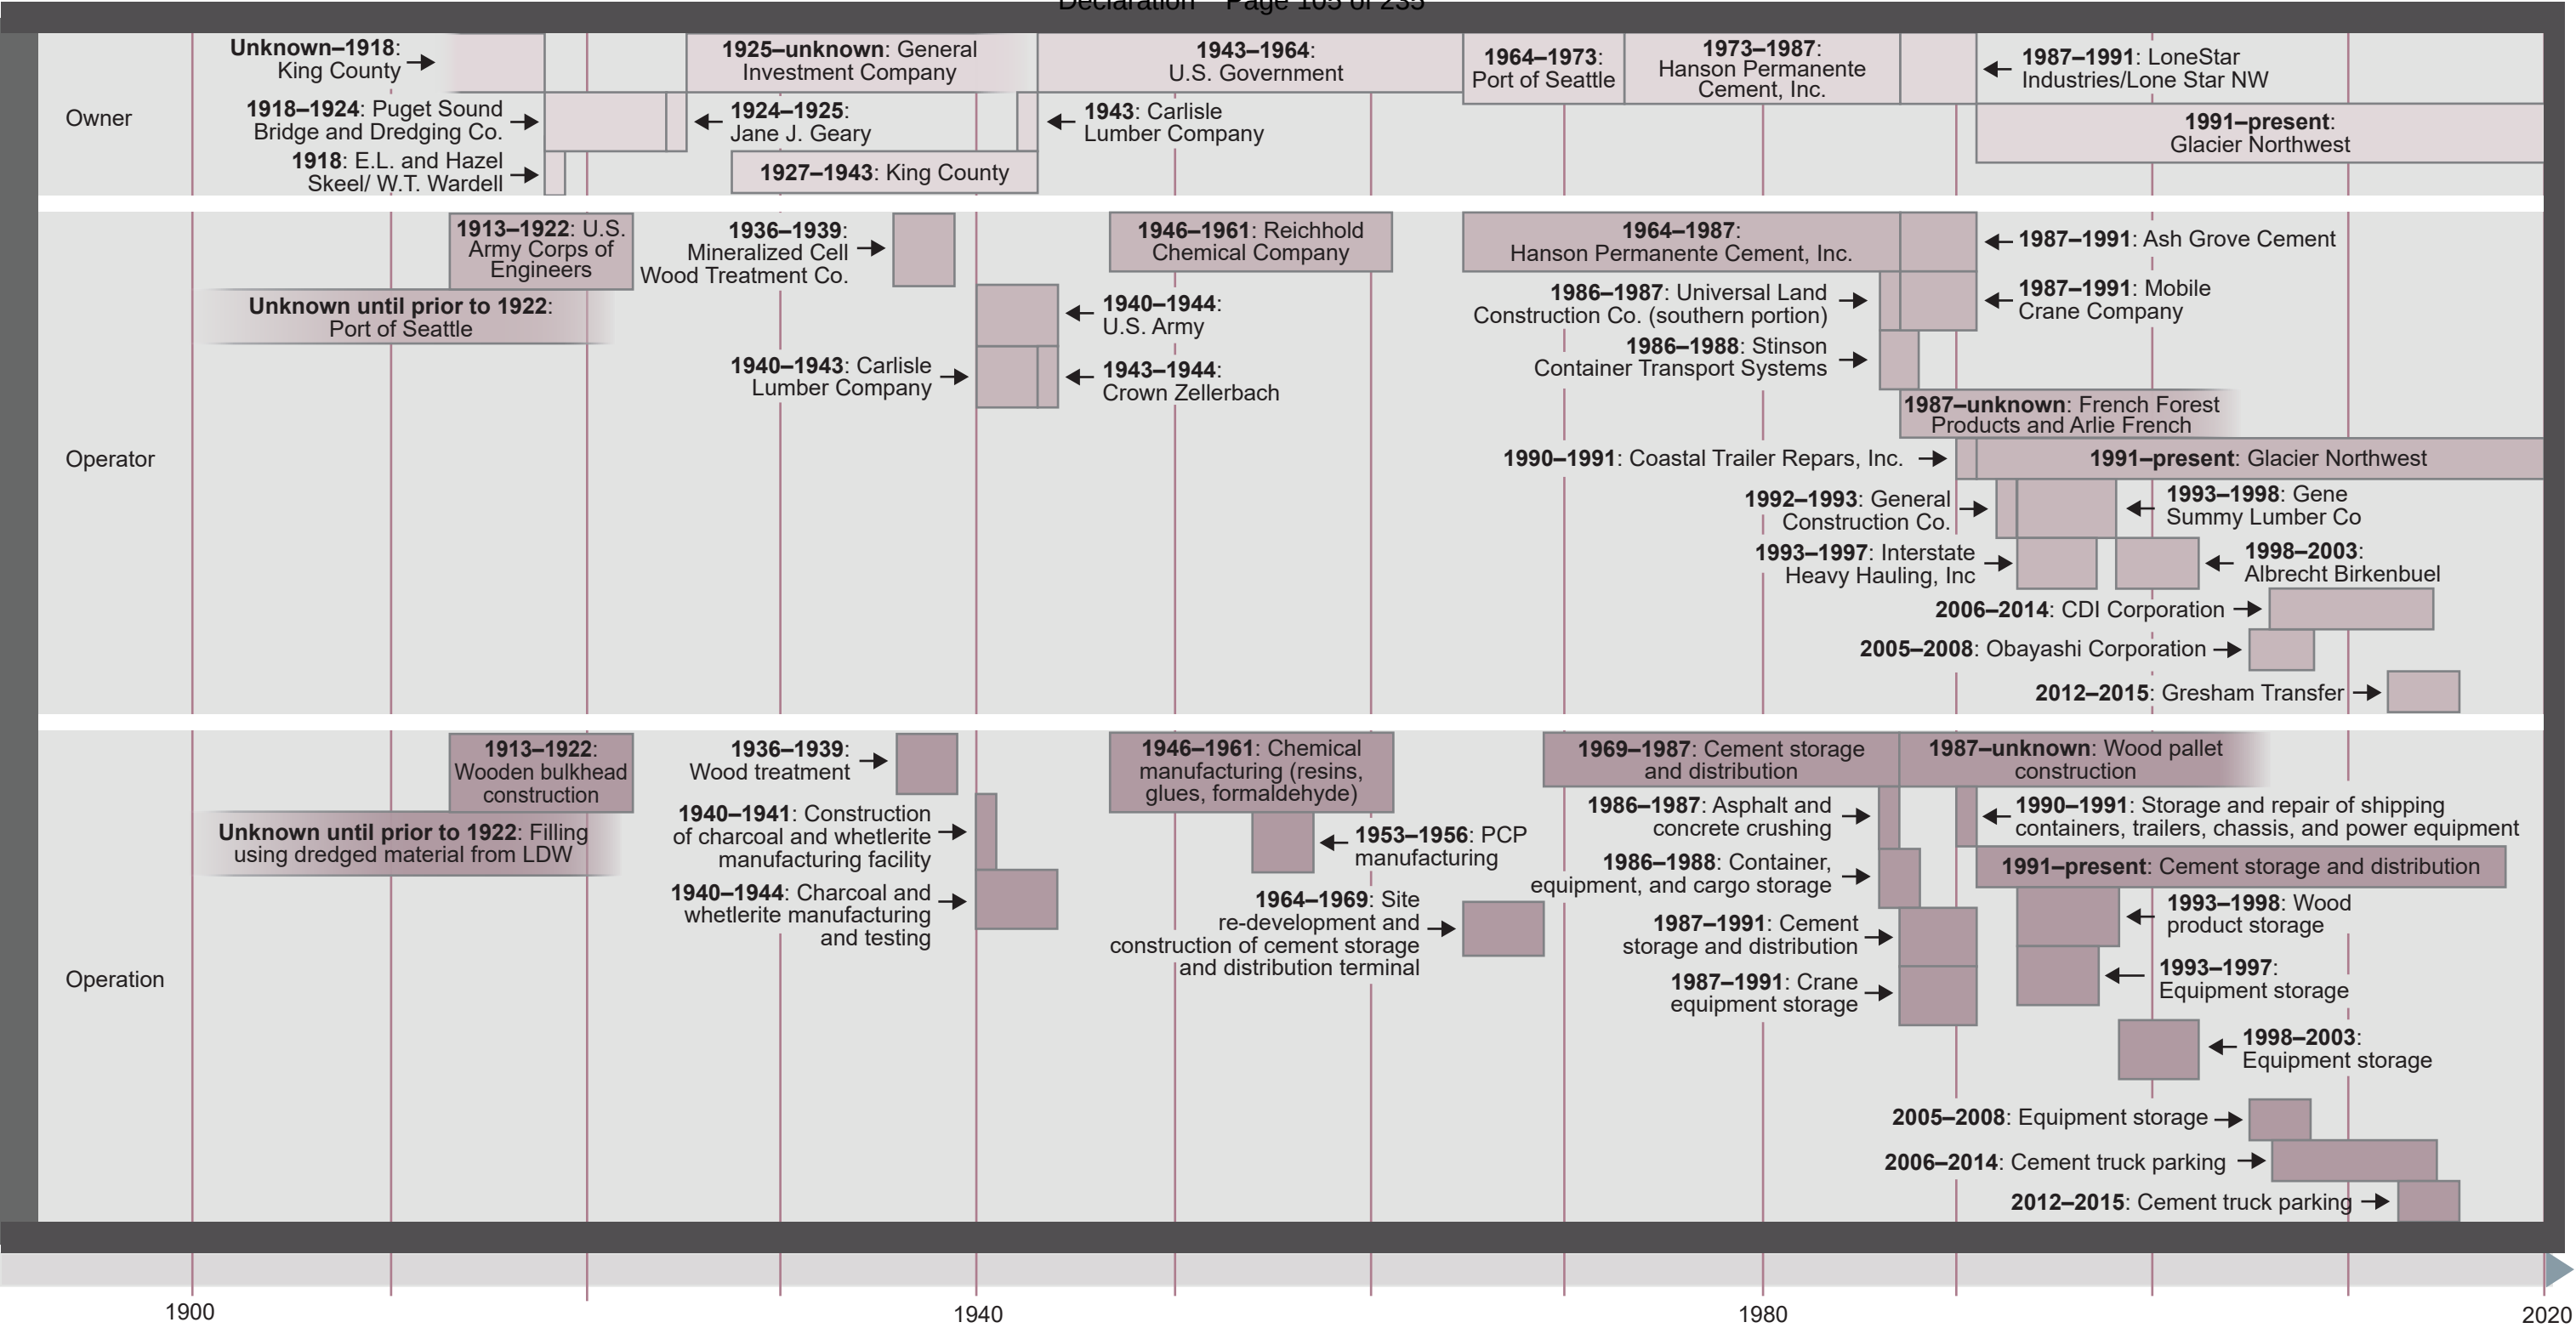 Declaration Page 105 of 235
Owner
Unknown–1918:
King County
1925–unknown: General
Investment Company
1943–1964:
U.S. Government
1964–1973:
Port of Seattle
1973–1987:
Hanson Permanente
Cement, Inc.
1987–1991: LoneStar
Industries/Lone Star NW
1918–1924: Puget Sound
Bridge and Dredging Co.
1924–1925:
Jane J. Geary
1943: Carlisle
Lumber Company
1991–present:
Glacier Northwest
1918: E.L. and Hazel
Skeel/ W.T. Wardell
1927–1943: King County
Operator
1913–1922: U.S.
Army Corps of
Engineers
1936–1939:
Mineralized Cell
Wood Treatment Co.
1946–1961: Reichhold
Chemical Company
1964–1987:
Hanson Permanente Cement, Inc.
1987–1991: Ash Grove Cement
Unknown until prior to 1922:
Port of Seattle
1940–1944:
U.S. Army
1986–1987: Universal Land
Construction Co. (southern portion)
1987–1991: Mobile
Crane Company
1940–1943: Carlisle
Lumber Company
1943–1944:
Crown Zellerbach
1986–1988: Stinson
Container Transport Systems
1987–unknown: French Forest
Products and Arlie French
1990–1991: Coastal Trailer Repars, Inc.
1991–present: Glacier Northwest
1992–1993: General
Construction Co.
1993–1998: Gene
Summy Lumber Co
1993–1997: Interstate
Heavy Hauling, Inc
1998–2003:
Albrecht Birkenbuel
2006–2014: CDI Corporation
2005–2008: Obayashi Corporation
2012–2015: Gresham Transfer
Operation
1913–1922:
Wooden bulkhead
construction
1936–1939:
Wood treatment
1946–1961: Chemical
manufacturing (resins,
glues, formaldehyde)
1969–1987: Cement storage
and distribution
1987–unknown: Wood pallet
construction
Unknown until prior to 1922: Filling
using dredged material from LDW
1940–1941: Construction
of charcoal and whetlerite
manufacturing facility
1953–1956: PCP
manufacturing
1986–1987: Asphalt and
concrete crushing
1990–1991: Storage and repair of shipping
containers, trailers, chassis, and power equipment
1940–1944: Charcoal and
whetlerite manufacturing
and testing
1964–1969: Site
re-development and
construction of cement storage
and distribution terminal
1986–1988: Container,
equipment, and cargo storage
1991–present: Cement storage and distribution
1987–1991: Cement
storage and distribution
1993–1998: Wood
product storage
1987–1991: Crane
equipment storage
1993–1997:
Equipment storage
1998–2003:
Equipment storage
2005–2008: Equipment storage
2006–2014: Cement truck parking
2012–2015: Cement truck parking
1900
1940
1980
2020